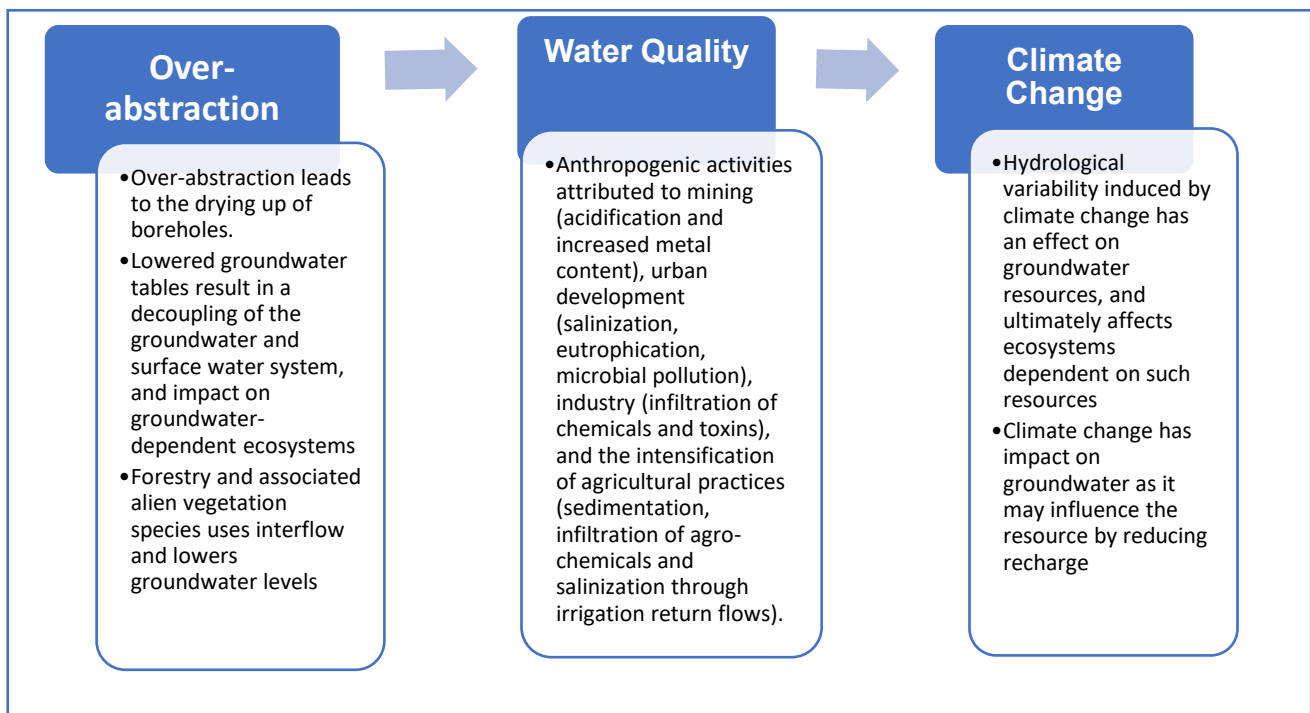 Over-
abstraction
•Over-abstraction leads
to the drying up of
boreholes.
•Lowered groundwater
tables result in a
decoupling of the
groundwater and
surface water system,
and impact on
groundwater-
dependent ecosystems
•Forestry and associated
alien vegetation
species uses interflow
and lowers
groundwater levels
Water Quality
•Anthropogenic activities
attributed to mining
(acidification and
increased metal
content), urban
development
(salinization,
eutrophication,
microbial pollution),
industry (infiltration of
chemicals and toxins),
and the intensification
of agricultural practices
(sedimentation,
infiltration of agro-
chemicals and
salinization through
irrigation return flows).
Climate
Change
•Hydrological
variability induced by
climate change has
an effect on
groundwater
resources, and
ultimately affects
ecosystems
dependent on such
resources
•Climate change has
impact on
groundwater as it
may influence the
resource by reducing
recharge